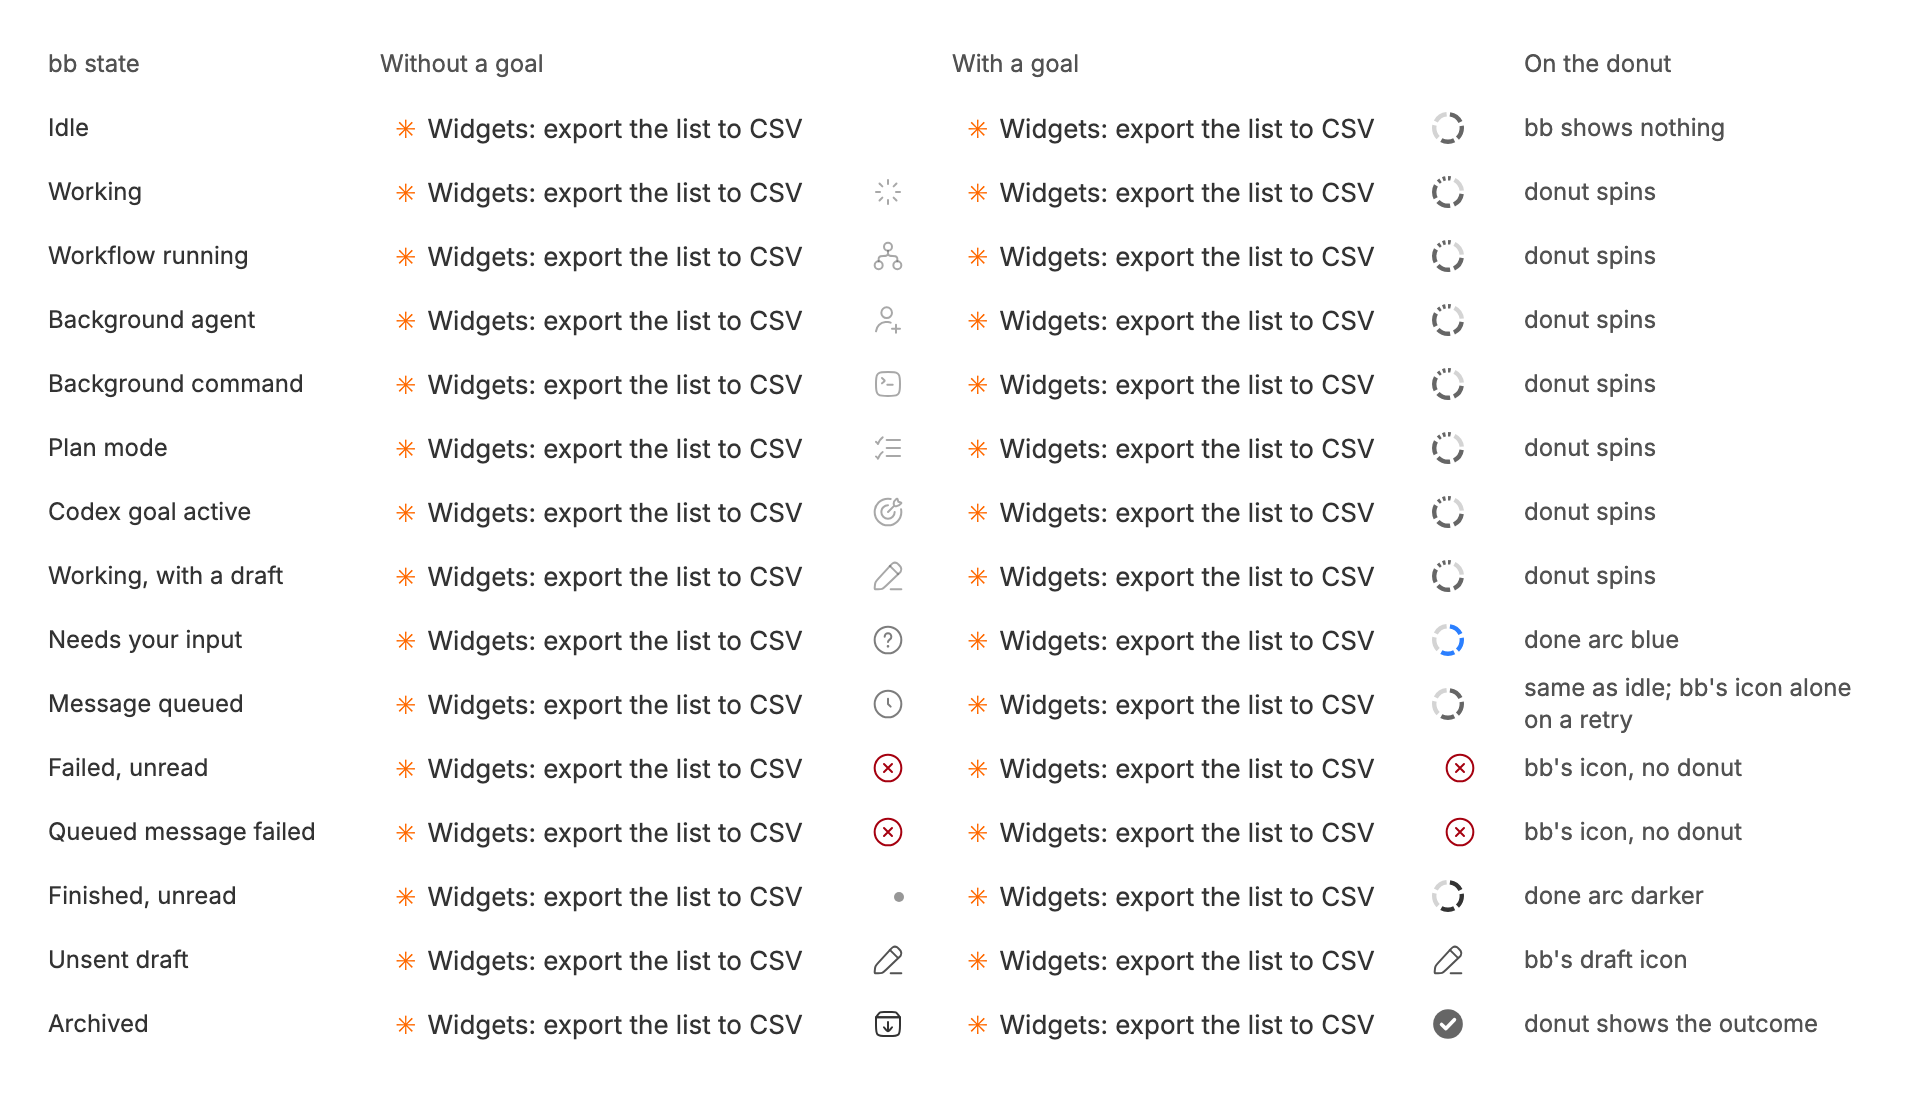 bb state Without a goal With a goal On the donut
Idle Widgets: export the list to CSV Widgets: export the list to CSV bb shows nothing
Working Widgets: export the list to CSV Widgets: export the list to CSV donut spins
Workflow running Widgets: export the list to CSV Widgets: export the list to CSV donut spins
Background agent Widgets: export the list to CSV Widgets: export the list to CSV donut spins
Background command Widgets: export the list to CSV Widgets: export the list to CSV donut spins
Plan mode Widgets: export the list to CSV Widgets: export the list to CSV donut spins
Codex goal active Widgets: export the list to CSV Widgets: export the list to CSV donut spins
Working, with a draft Widgets: export the list to CSV Widgets: export the list to CSV donut spins
Needs your input Widgets: export the list to CSV Widgets: export the list to CSV done arc blue
Message queued Widgets: export the list to CSV Widgets: export the list to CSV same as idle; bb's icon alone
on a retry
Failed, unread Widgets: export the list to CSV Widgets: export the list to CSV bb's icon, no donut
Queued message failed Widgets: export the list to CSV Widgets: export the list to CSV bb's icon, no donut
Finished, unread Widgets: export the list to CSV Widgets: export the list to CSV done arc darker
Unsent draft Widgets: export the list to CSV Widgets: export the list to CSV bb's draft icon
Archived Widgets: export the list to CSV Widgets: export the list to CSV donut shows the outcome